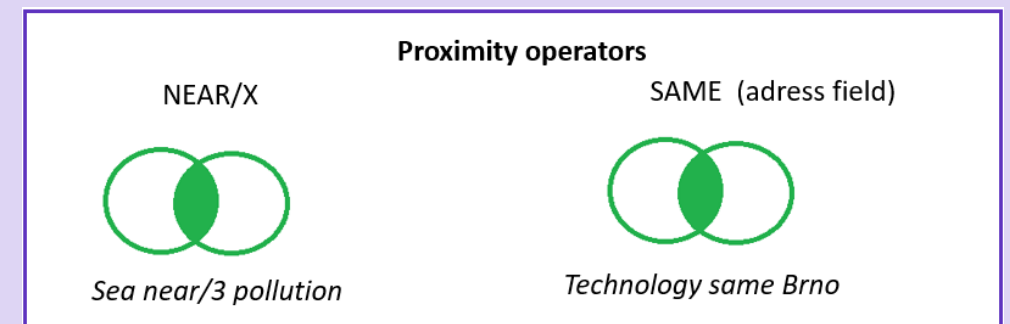 Proximity operators
NEAR/X
SAME (adress field)
Sea near/3 pollution
Technology same Brno